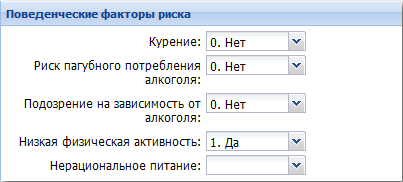 Поведенческие факторы риска
Курение: 0. Нет
Риск пагубного потребления 0. Нет
алкоголя:
Подозрение на зависимость от 0. Нет
алкоголя:
Низкая физическая активность: 1. Да
Нерациональное питание: